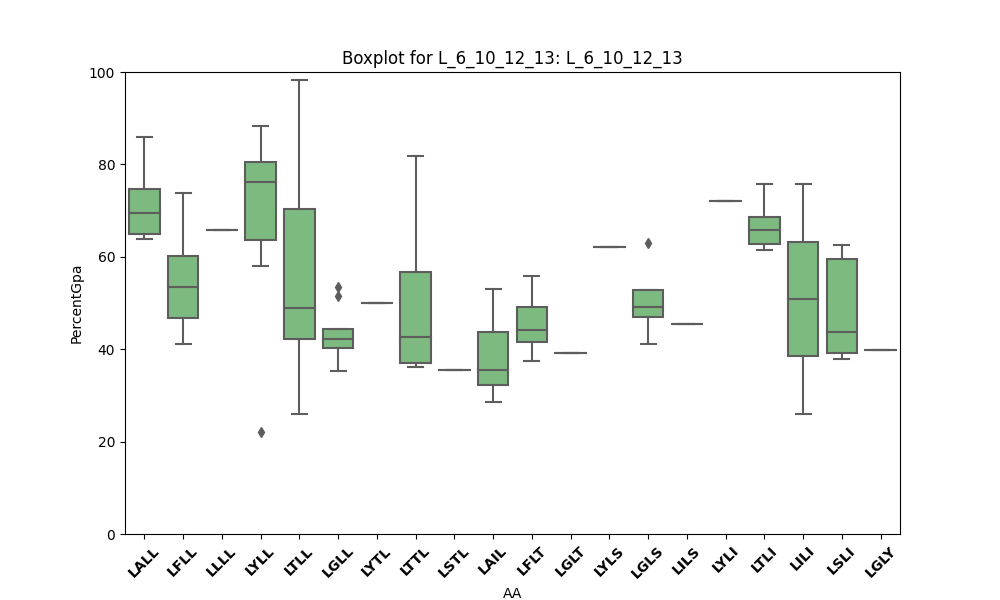 Boxplot for L_6_10_12_13: L_6_10_12_13
100
80
60
40
20
0
PercentGpa
LALL LFLL LLLL LYLL LTLL LGLL LYTL LTTL LSTL LAIL LFLT LGLT LYLS LGLS LILS LYLI LTLI LILI LSLI LGLY
AA